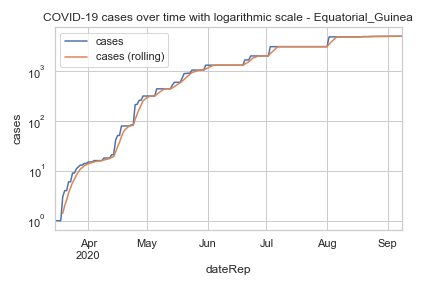 COVID-19 cases over time with logarithmic scale - Equatorial_Guinea
cases
cases (rolling)
10³
10²
10¹
10⁰
cases
Apr
2020
May
Jun
Jul
Aug
Sep
dateRep